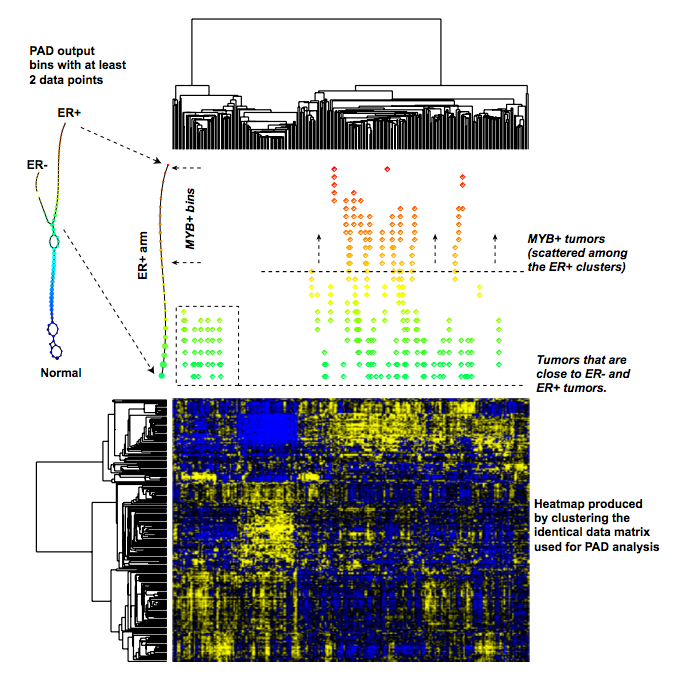 PAD output
bins with at least
2 data points
ER+
ER-
Normal
ER+ arm
MYB+ bins
MYB+ tumors
(scattered among
the ER+ clusters)
Tumors that are
close to ER- and
ER+ tumors.
Heatmap produced
by clustering the
identical data matrix
used for PAD analysis